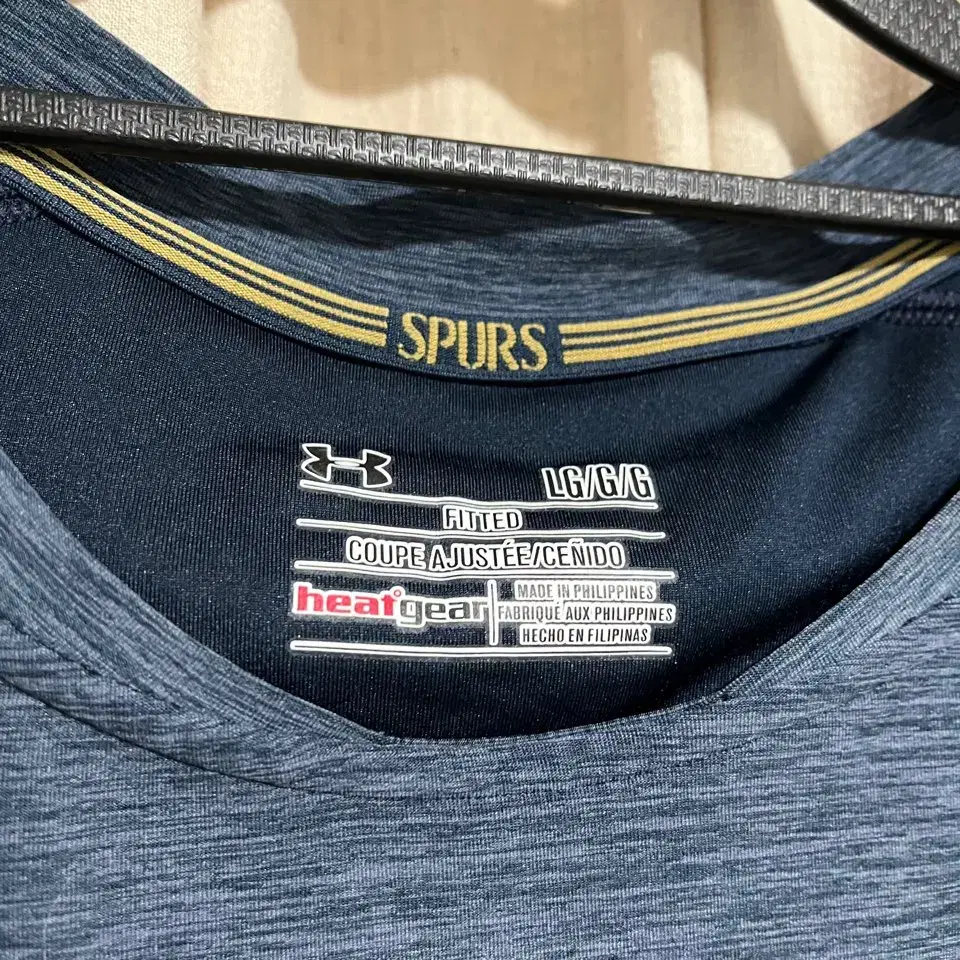 SPURS
LG/G/G
FITTED
COUPE AJUSTÉE/CEÑIDO
heatgear
MADE IN PHILIPPINES
FABRIQUÉ AUX PHILIPPINES
HECHO EN FILIPINAS